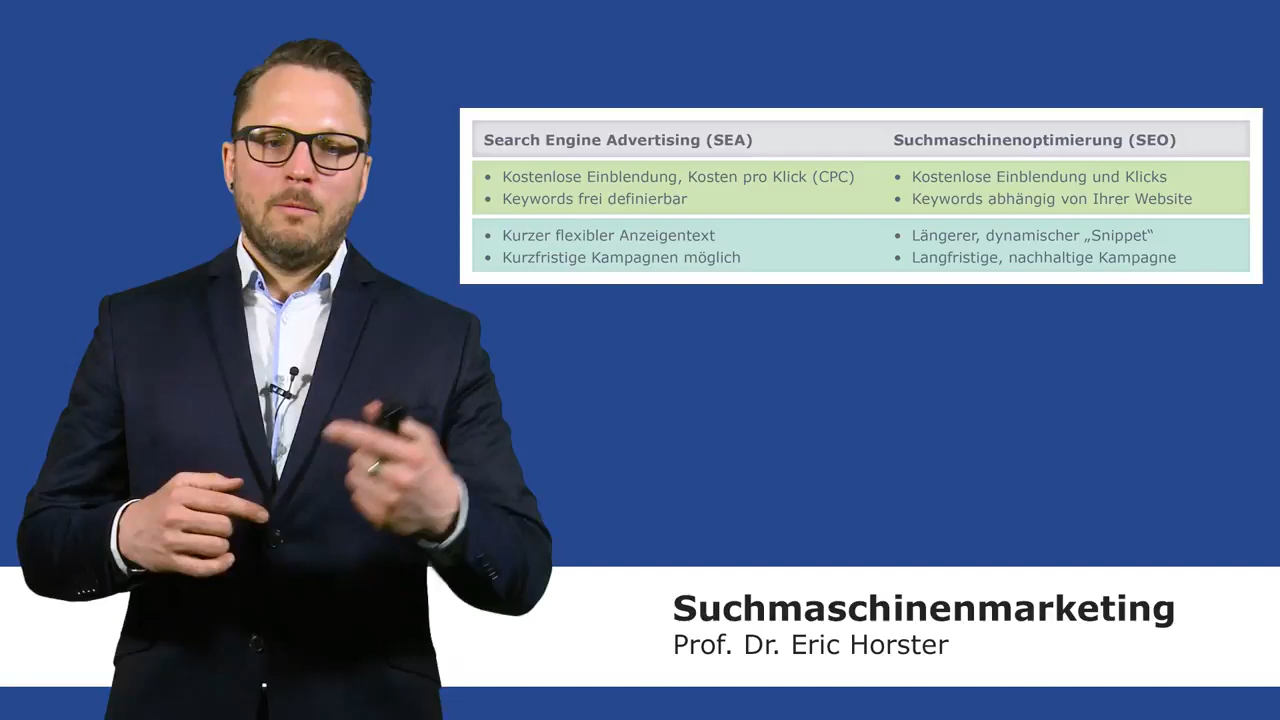 Search Engine Advertising (SEA) Suchmaschinenoptimierung (SEO)
• Kostenlose Einblendung, Kosten pro Klick (CPC) • Kostenlose Einblendung und Klicks
• Keywords frei definierbar • Keywords abhängig von Ihrer Website
• Kurzer flexibler Anzeigentext • Längerer, dynamischer „Snippet“
• Kurzfristige Kampagnen möglich • Langfristige, nachhaltige Kampagne
Suchmaschinenmarketing
Prof. Dr. Eric Horster